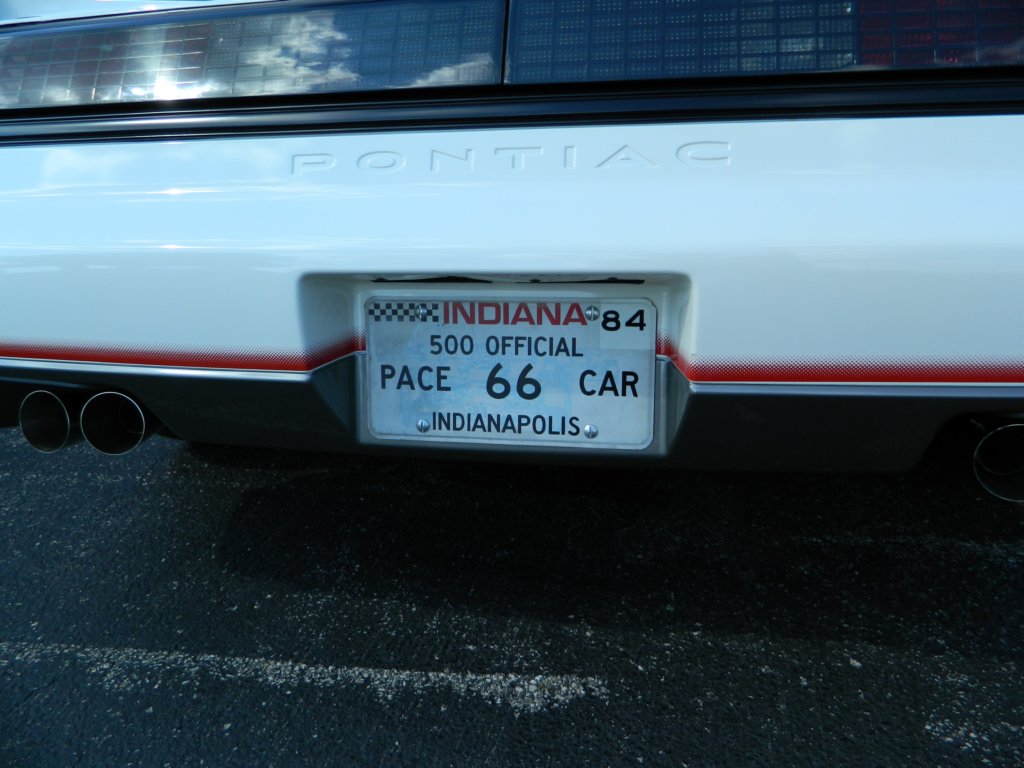 PONTIAC
INDIANA 84
500 OFFICIAL
PACE 66 CAR
INDIANAPOLIS